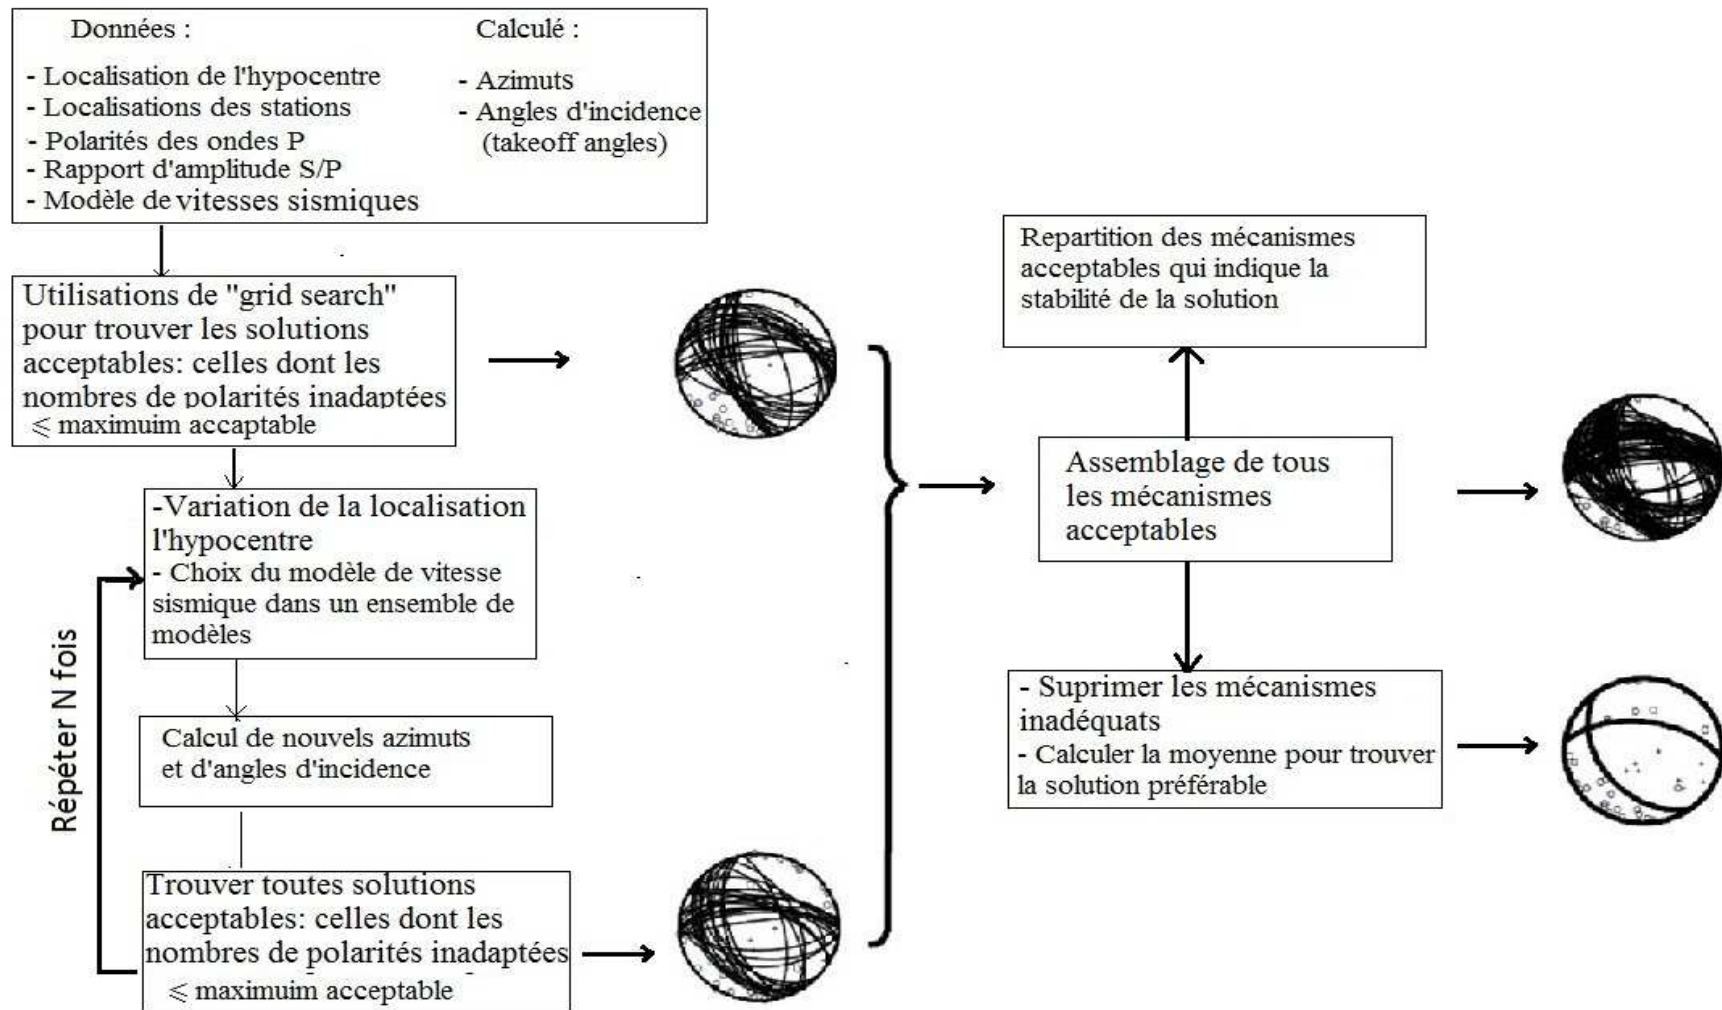 Données :
- Localisation de l'hypocentre
- Localisations des stations
- Polarités des ondes P
- Rapport d'amplitude S/P
- Modèle de vitesses sismiques
Calculé :
- Azimuts
- Angles d'incidence
(takeoff angles)
Utilisations de "grid search"
pour trouver les solutions
acceptables: celles dont les
nombres de polarités inadaptées
⩽ maximuim accaptable
-Variation de la localisation
l'hypocentre
- Choix du modèle de vitesse
sismique dans un ensemble de
modèles
Calcul de nouvels azimuts
et d'angles d'incidence
Trouver toutes solutions
acceptables: celles dont les
nombres de polarités inadaptées
⩽ maximuim acceptable
Répéter N fois
Repartition des mécanismes
acceptables qui indique la
stabilité de la solution
Assemblage de tous
les mécanismes
acceptables
- Suprimer les mécanismes
inadéquats
- Calculer la moyenne pour trouver
la solution préférable